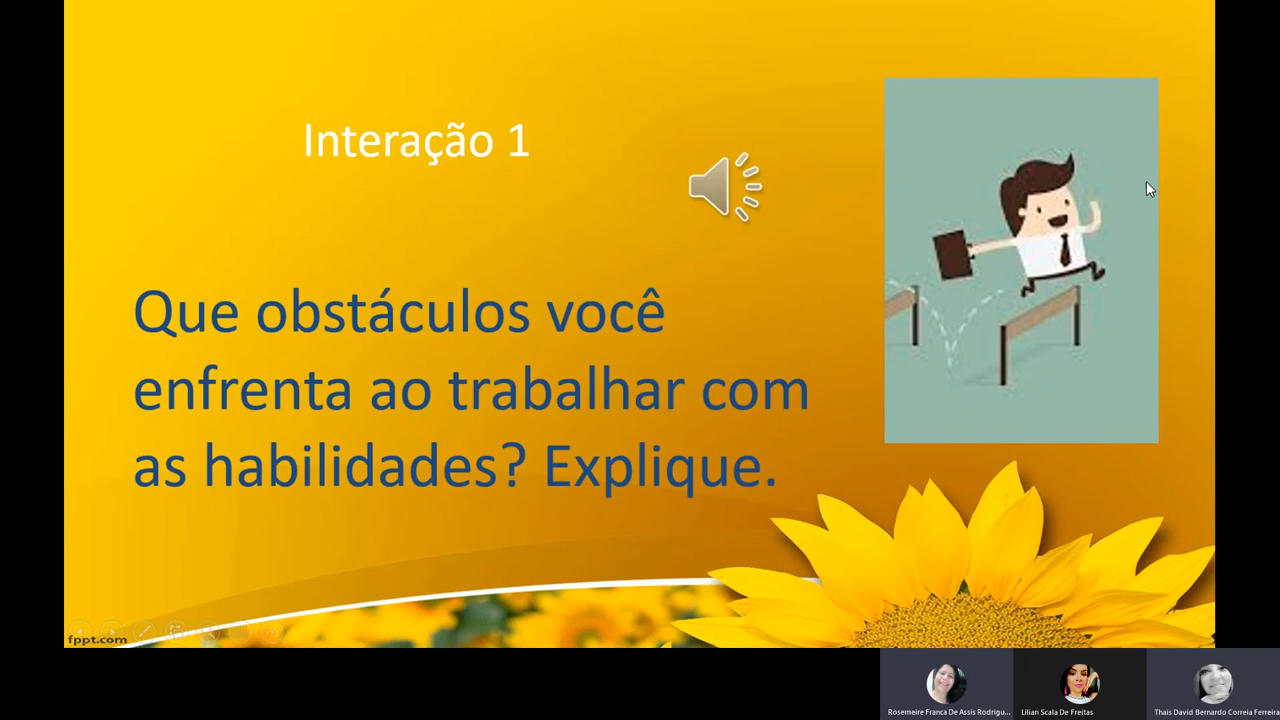 Interação 1
Que obstáculos você
enfrenta ao trabalhar com
as habilidades? Explique.
fppt.com
Rosemeire Franca De Assis Rodrigu...
Lilian Scala De Freitas
Thais David Bernardo Correia Ferreira